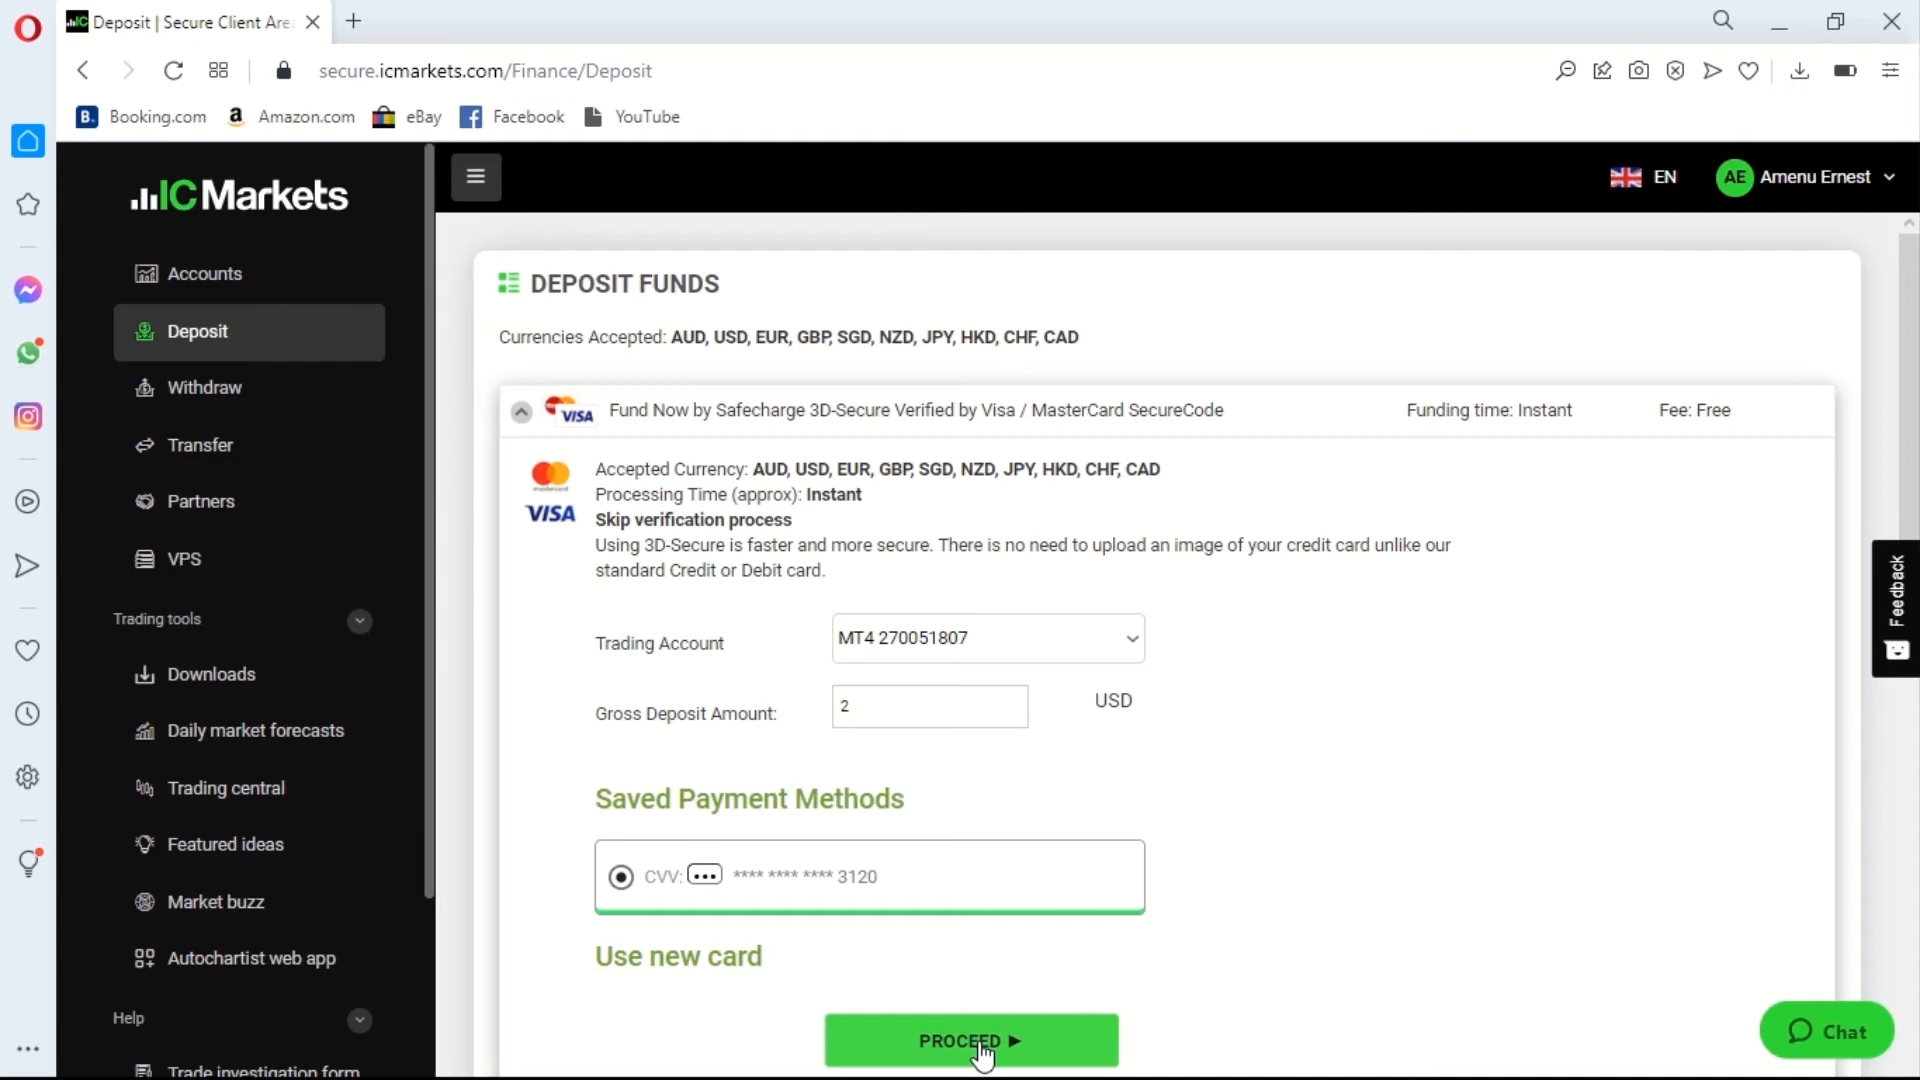 Deposit | Secure Client Are
secure.icmarkets.com/Finance/Deposit
B. Booking.com
a Amazon.com
eBay
Facebook
YouTube
IC Markets
EN
AE Amenu Ernest
Accounts
Deposit
Withdraw
Transfer
Partners
VPS
Trading tools
Downloads
Daily market forecasts
Trading central
Featured ideas
Market buzz
Autochartist web app
Help
Trade investigation form
DEPOSIT FUNDS
Currencies Accepted: AUD, USD, EUR, GBP, SGD, NZD, JPY, HKD, CHF, CAD
VISA Fund Now by Safecharge 3D-Secure Verified by Visa / MasterCard SecureCode Funding time: Instant Fee: Free
mastercard
VISA
Accepted Currency: AUD, USD, EUR, GBP, SGD, NZD, JPY, HKD, CHF, CAD
Processing Time (approx): Instant
Skip verification process
Using 3D-Secure is faster and more secure. There is no need to upload an image of your credit card unlike our
standard Credit or Debit card.
Trading Account MT4 270051807
Gross Deposit Amount: 2 USD
Saved Payment Methods
CVV: ••• **** **** **** 3120
Use new card
PROCEED ►
Feedback
Chat